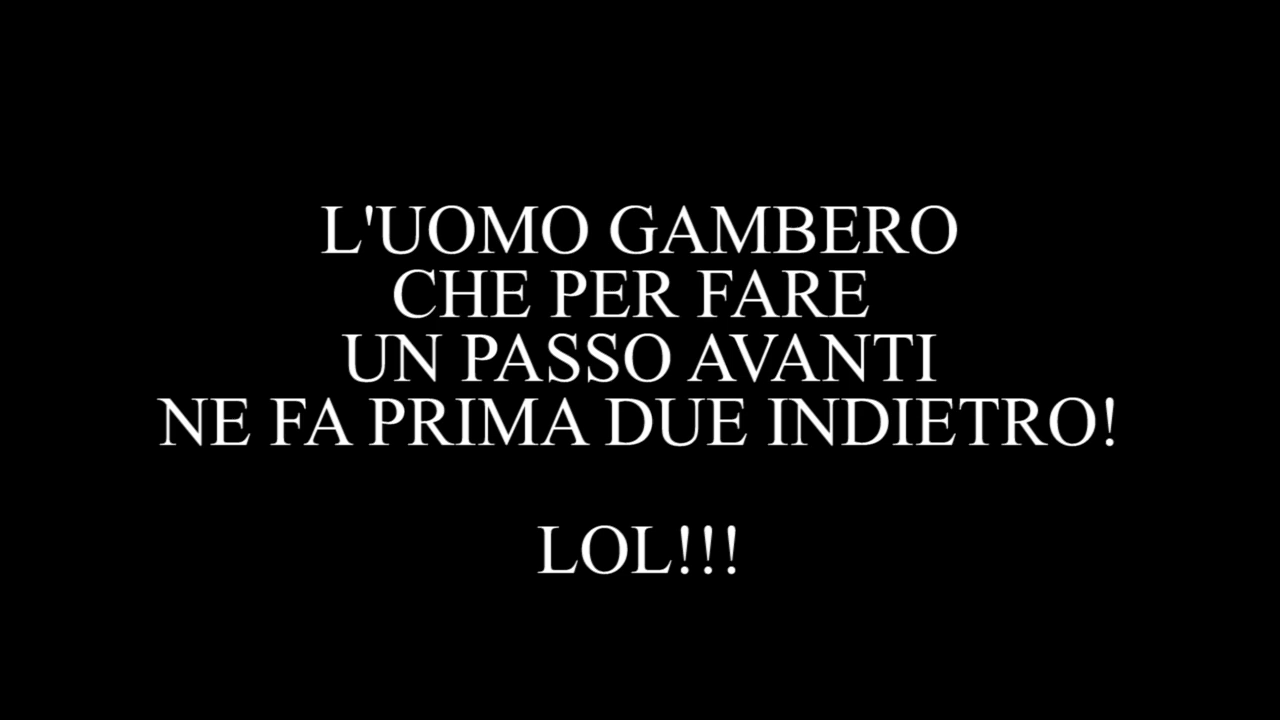 L'UOMO GAMBERO
CHE PER FARE
UN PASSO AVANTI
NE FA PRIMA DUE INDIETRO!
LOL!!!